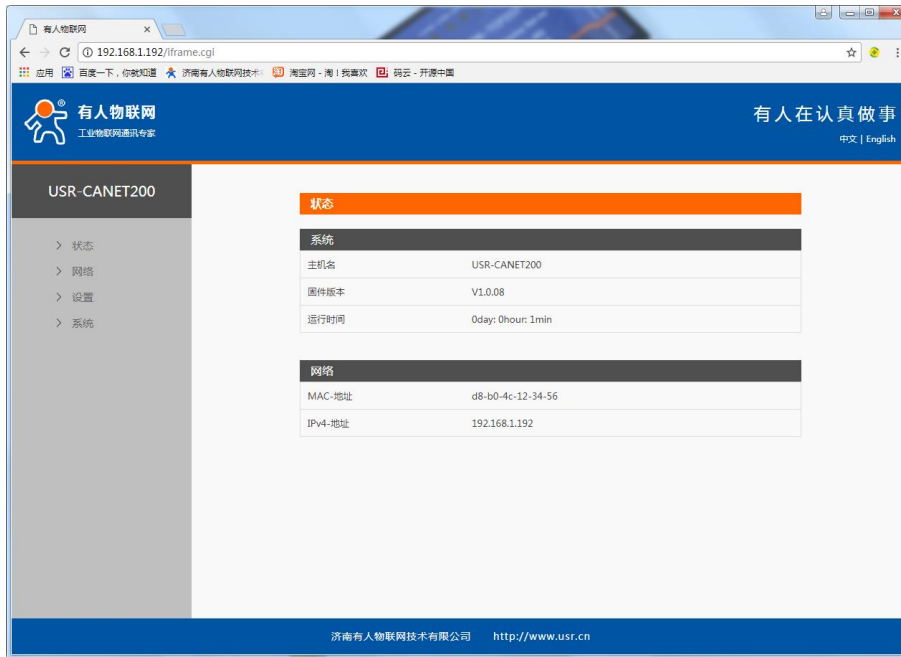 有人物联网
192.168.1.192/iframe.cgi
应用 百度一下，你就知道 济南有人物联网技术 淘宝网 - 淘！我喜欢 码云 - 开源中国
有人物联网
工业物联网通讯专家
有人在认真做事
中文 | English
USR-CANET200
状态
网络
设置
系统
状态
系统
主机名 USR-CANET200
固件版本 V1.0.08
运行时间 0day: 0hour: 1min
网络
MAC-地址 d8-b0-4c-12-34-56
IPv4-地址 192.168.1.192
济南有人物联网技术有限公司 http://www.usr.cn